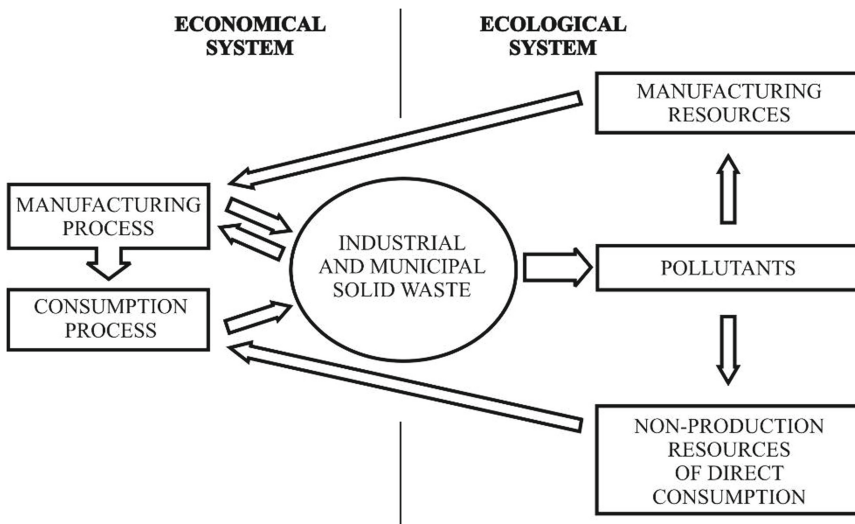 ECONOMICAL
SYSTEM
ECOLOGICAL
SYSTEM
MANUFACTURING
RESOURCES
MANUFACTURING
PROCESS
INDUSTRIAL
AND MUNICIPAL
SOLID WASTE
POLLUTANTS
CONSUMPTION
PROCESS
NON-PRODUCTION
RESOURCES
OF DIRECT
CONSUMPTION